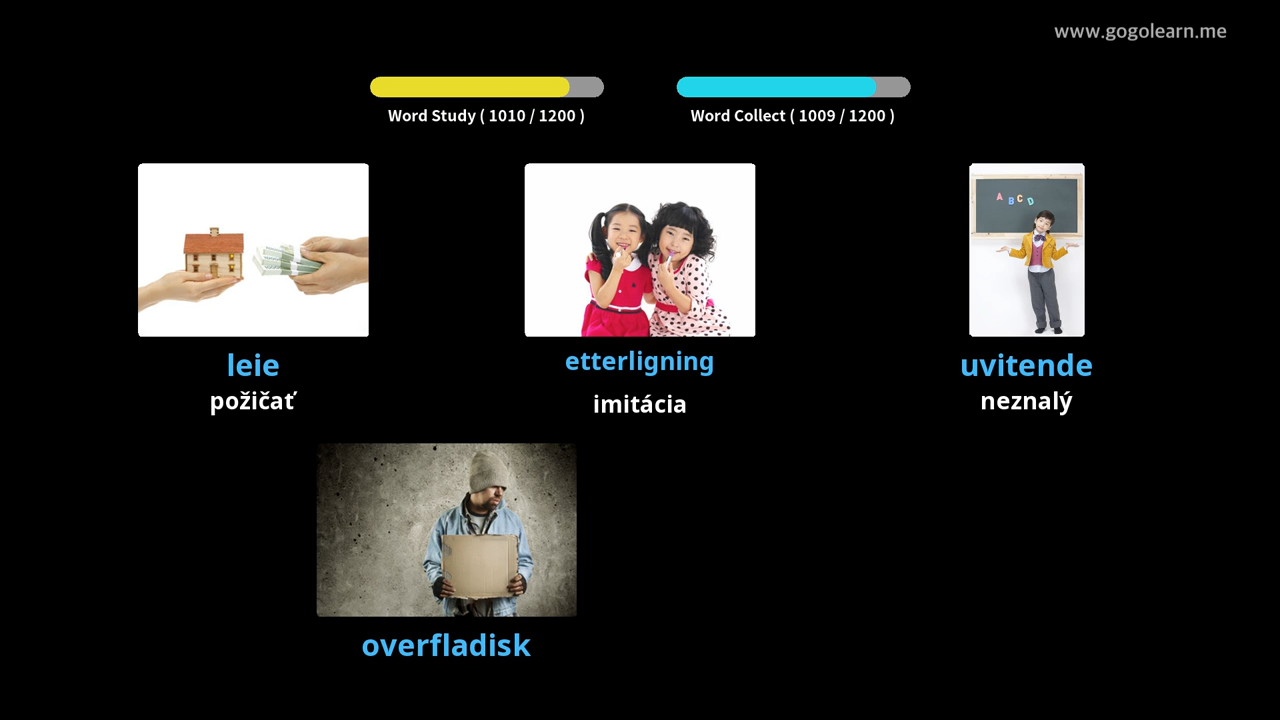 www.gogolearn.me
Word Study ( 1010 / 1200 )
Word Collect ( 1009 / 1200 )
A B C D
leie
etterligning
uvitende
požičať
imitácia
neznalý
overfladisk